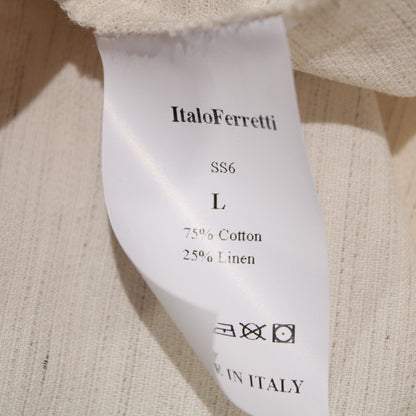 ItaloFerretti
SS6
L
75% Cotton
25% Linen
IN ITALY